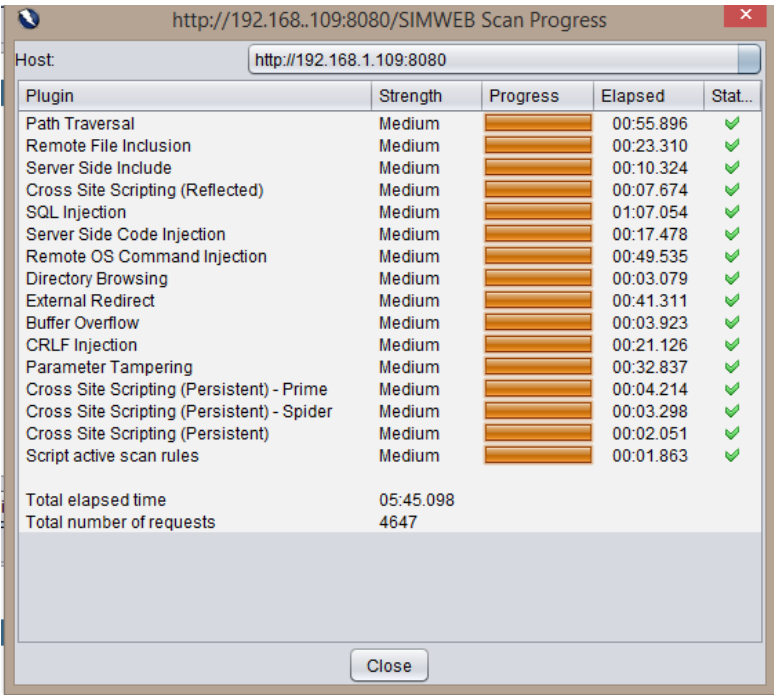 http://192.168..109:8080/SIMWEB Scan Progress
Host: http://192.168.1.109:8080
Plugin Strength Progress Elapsed Stat...
Path Traversal Medium 00:55.896
Remote File Inclusion Medium 00:23.310
Server Side Include Medium 00:10.324
Cross Site Scripting (Reflected) Medium 00:07.674
SQL Injection Medium 01:07.054
Server Side Code Injection Medium 00:17.478
Remote OS Command Injection Medium 00:49.535
Directory Browsing Medium 00:03.079
External Redirect Medium 00:41.311
Buffer Overflow Medium 00:03.923
CRLF Injection Medium 00:21.126
Parameter Tampering Medium 00:32.837
Cross Site Scripting (Persistent) - Prime Medium 00:04.214
Cross Site Scripting (Persistent) - Spider Medium 00:03.298
Cross Site Scripting (Persistent) Medium 00:02.051
Script active scan rules Medium 00:01.863
Total elapsed time 05:45.098
Total number of requests 4647
Close